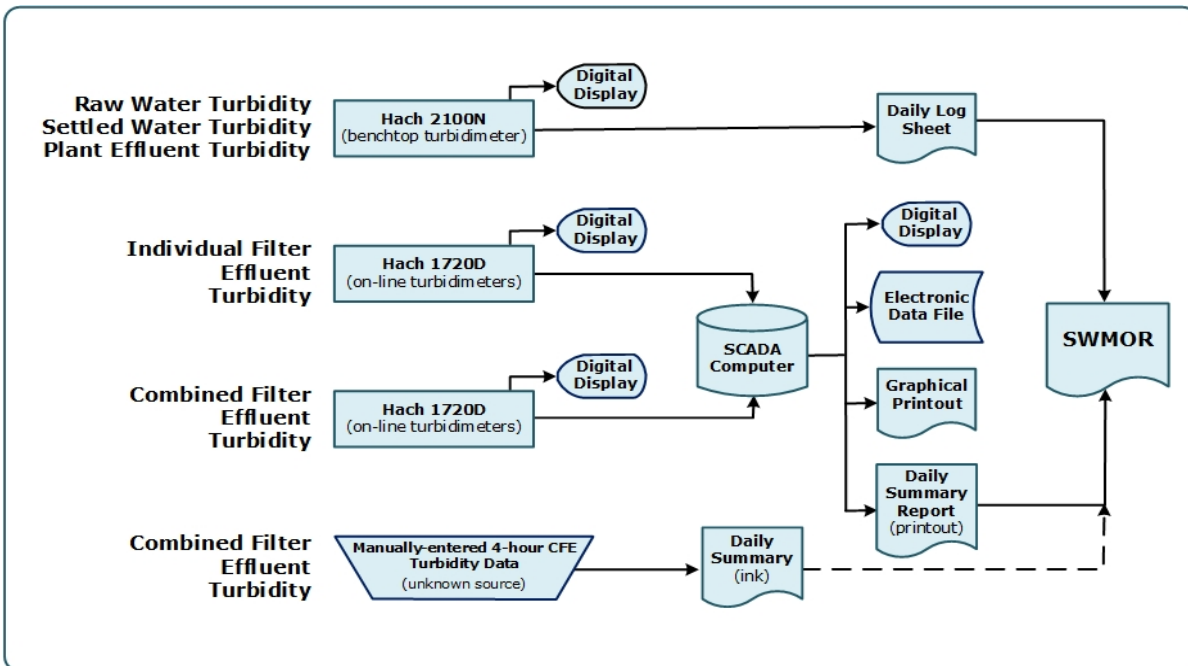 Raw Water Turbidity
Settled Water Turbidity
Plant Effluent Turbidity
Hach 2100N
(benchtop turbidimeter)
Digital
Display
Daily Log
Sheet
Individual Filter
Effluent
Turbidity
Hach 1720D
(on-line turbidimeters)
Digital
Display
SCADA
Computer
Digital
Display
Electronic
Data File
Graphical
Printout
Daily
Summary
Report
(printout)
SWMOR
Combined Filter
Effluent
Turbidity
Hach 1720D
(on-line turbidimeters)
Digital
Display
Combined Filter
Effluent
Turbidity
Manually-entered 4-hour CFE
Turbidity Data
(unknown source)
Daily
Summary
(ink)